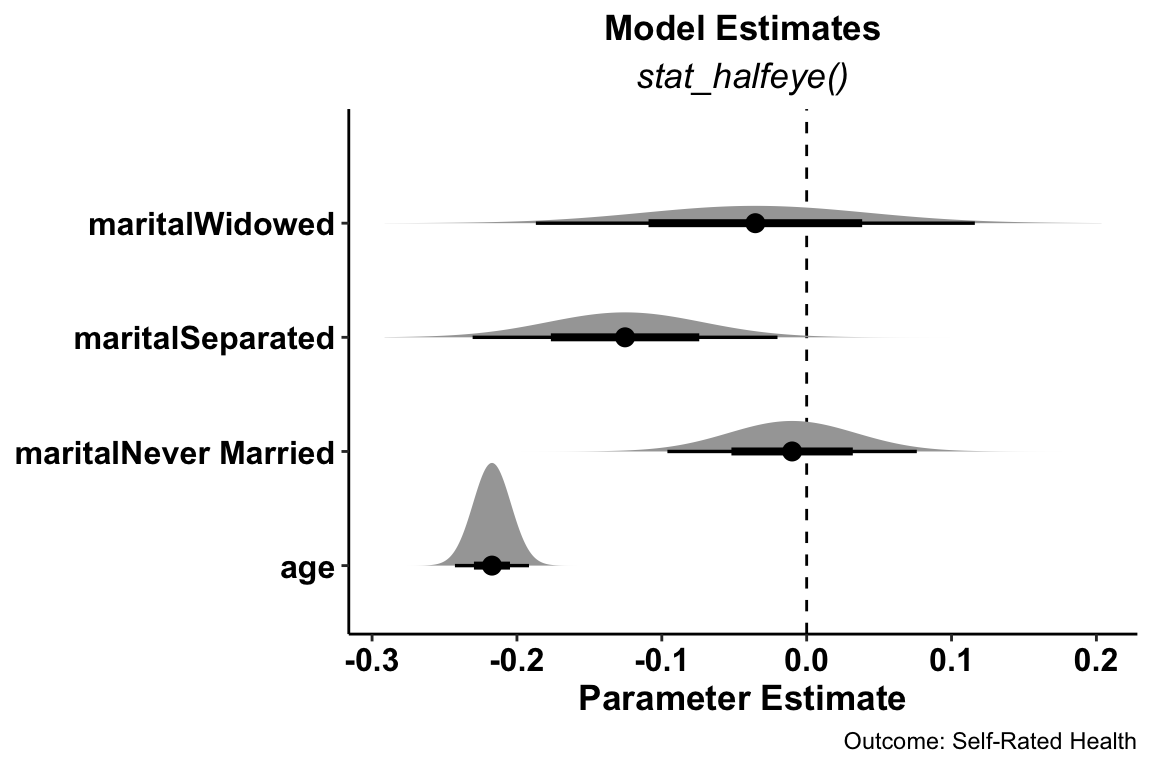 Model Estimates
stat_halfeye()
maritalWidowed
maritalSeparated
maritalNever Married
age
-0.3 -0.2 -0.1 0.0 0.1 0.2
Parameter Estimate
Outcome: Self-Rated Health